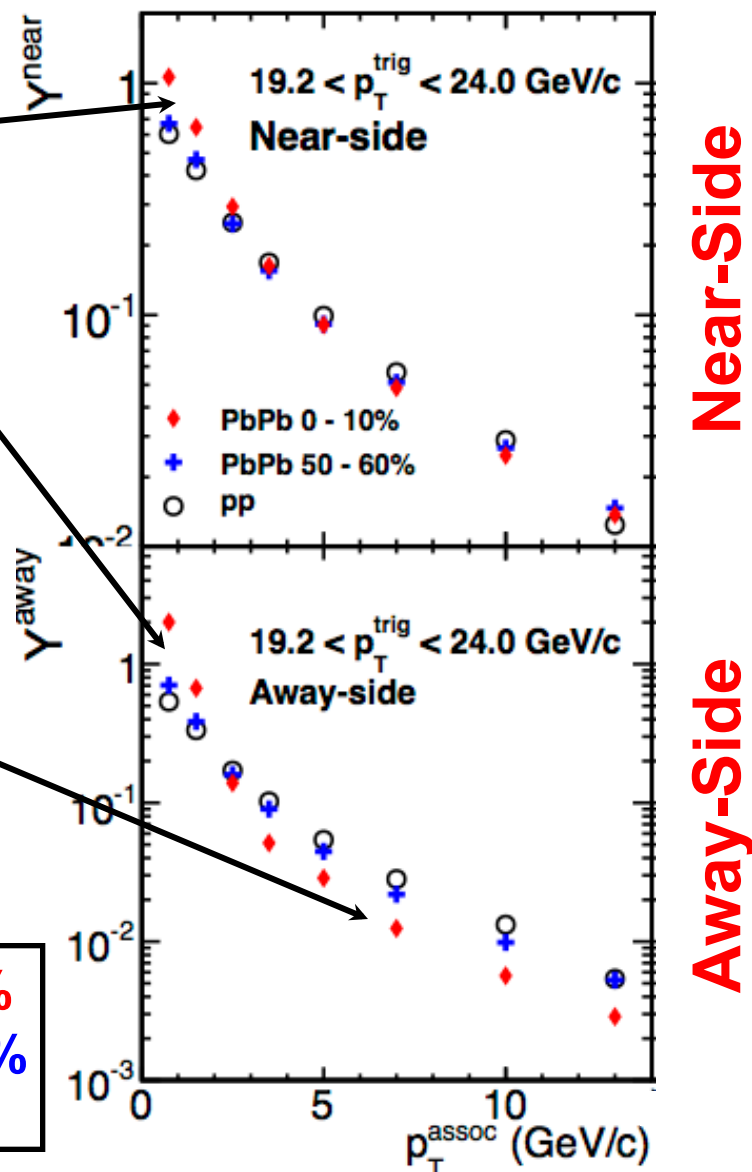 Y^near
1
19.2 < p_T^trig < 24.0 GeV/c
Near-side
10^-1
PbPb 0 - 10%
PbPb 50 - 60%
pp
Near-Side
Y^away
1
19.2 < p_T^trig < 24.0 GeV/c
Away-side
10^-1
10^-2
10^-3
0 5 10
p_T^assoc (GeV/c)
Away-Side
%
%